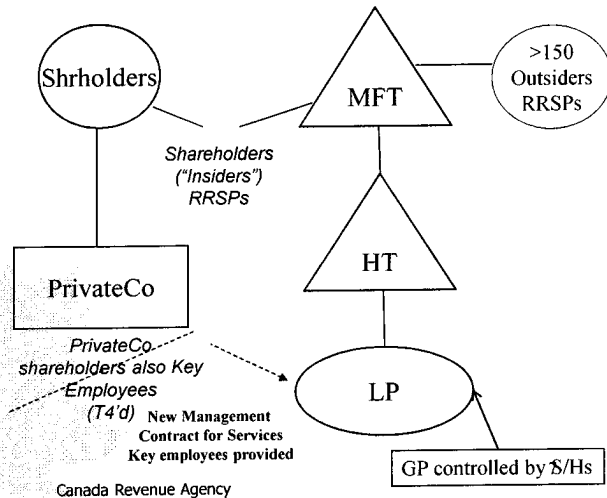 Shrholders
MFT
>150
Outsiders
RRSPs
Shareholders
("Insiders")
RRSPs
HT
PrivateCo
PrivateCo
shareholders also Key
Employees
(T4'd)
New Management
Contract for Services
Key employees provided
LP
GP controlled by S/Hs
Canada Revenue Agency